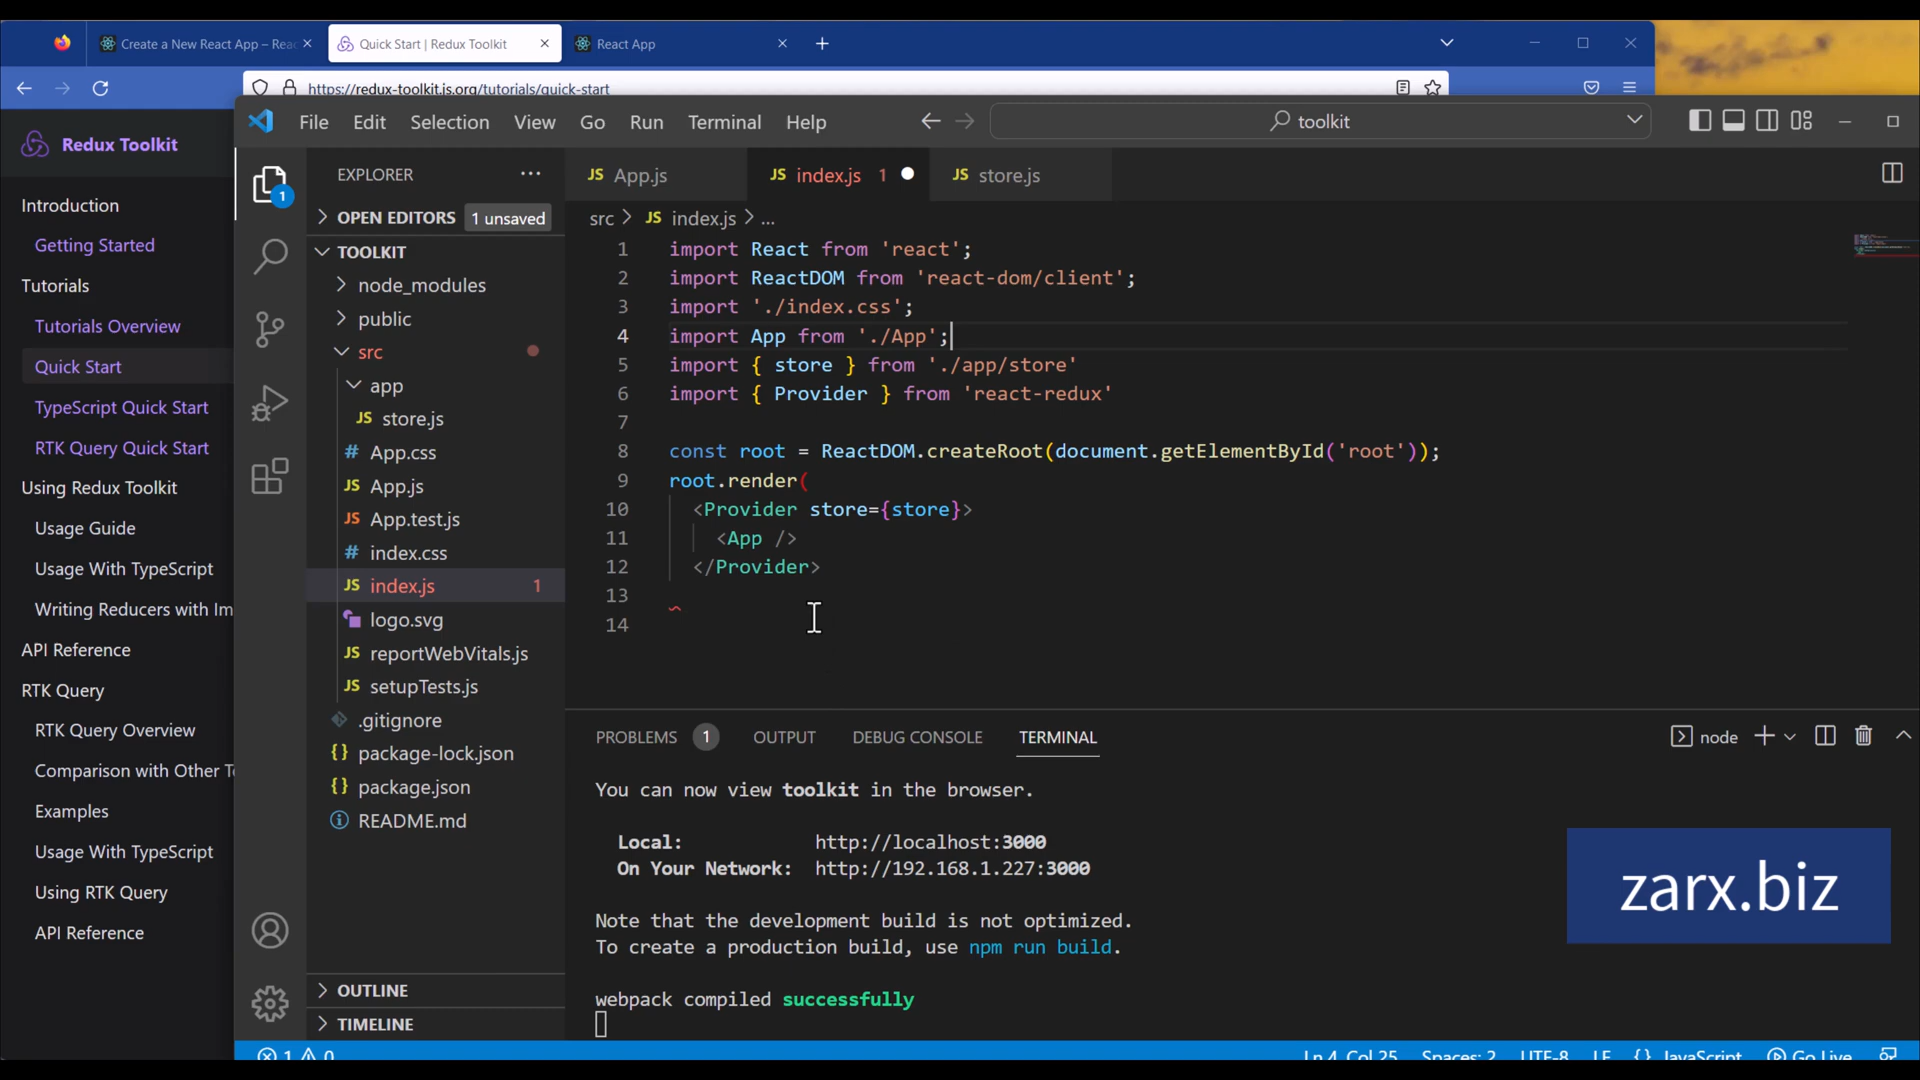 Create a New React App – Reac
Quick Start | Redux Toolkit
React App
https://redux-toolkit.js.org/tutorials/quick-start
Redux Toolkit
Introduction
Getting Started
Tutorials
Tutorials Overview
Quick Start
TypeScript Quick Start
RTK Query Quick Start
Using Redux Toolkit
Usage Guide
Usage With TypeScript
Writing Reducers with Im
API Reference
RTK Query
RTK Query Overview
Comparison with Other T
Examples
Usage With TypeScript
Using RTK Query
API Reference
File Edit Selection View Go Run Terminal Help
toolkit
EXPLORER
OPEN EDITORS 1 unsaved
TOOLKIT
node_modules
public
src
app
JS store.js
# App.css
JS App.js
JS App.test.js
# index.css
JS index.js 1
logo.svg
JS reportWebVitals.js
JS setupTests.js
.gitignore
{} package-lock.json
{} package.json
README.md
OUTLINE
TIMELINE
1
JS App.js
JS index.js 1
JS store.js
src > JS index.js > ...
1 import React from 'react';
2 import ReactDOM from 'react-dom/client';
3 import './index.css';
4 import App from './App';
5 import { store } from './app/store'
6 import { Provider } from 'react-redux'
7
8 const root = ReactDOM.createRoot(document.getElementById('root'));
9 root.render(
10 <Provider store={store}>
11 <App />
12 </Provider>
13
14
PROBLEMS 1 OUTPUT DEBUG CONSOLE TERMINAL
node
You can now view toolkit in the browser.
Local: http://localhost:3000
On Your Network: http://192.168.1.227:3000
Note that the development build is not optimized.
To create a production build, use npm run build.
webpack compiled successfully
zarx.biz
1 0
Ln 4, Col 25 Spaces: 2 UTF-8 LF {} JavaScript Go Live